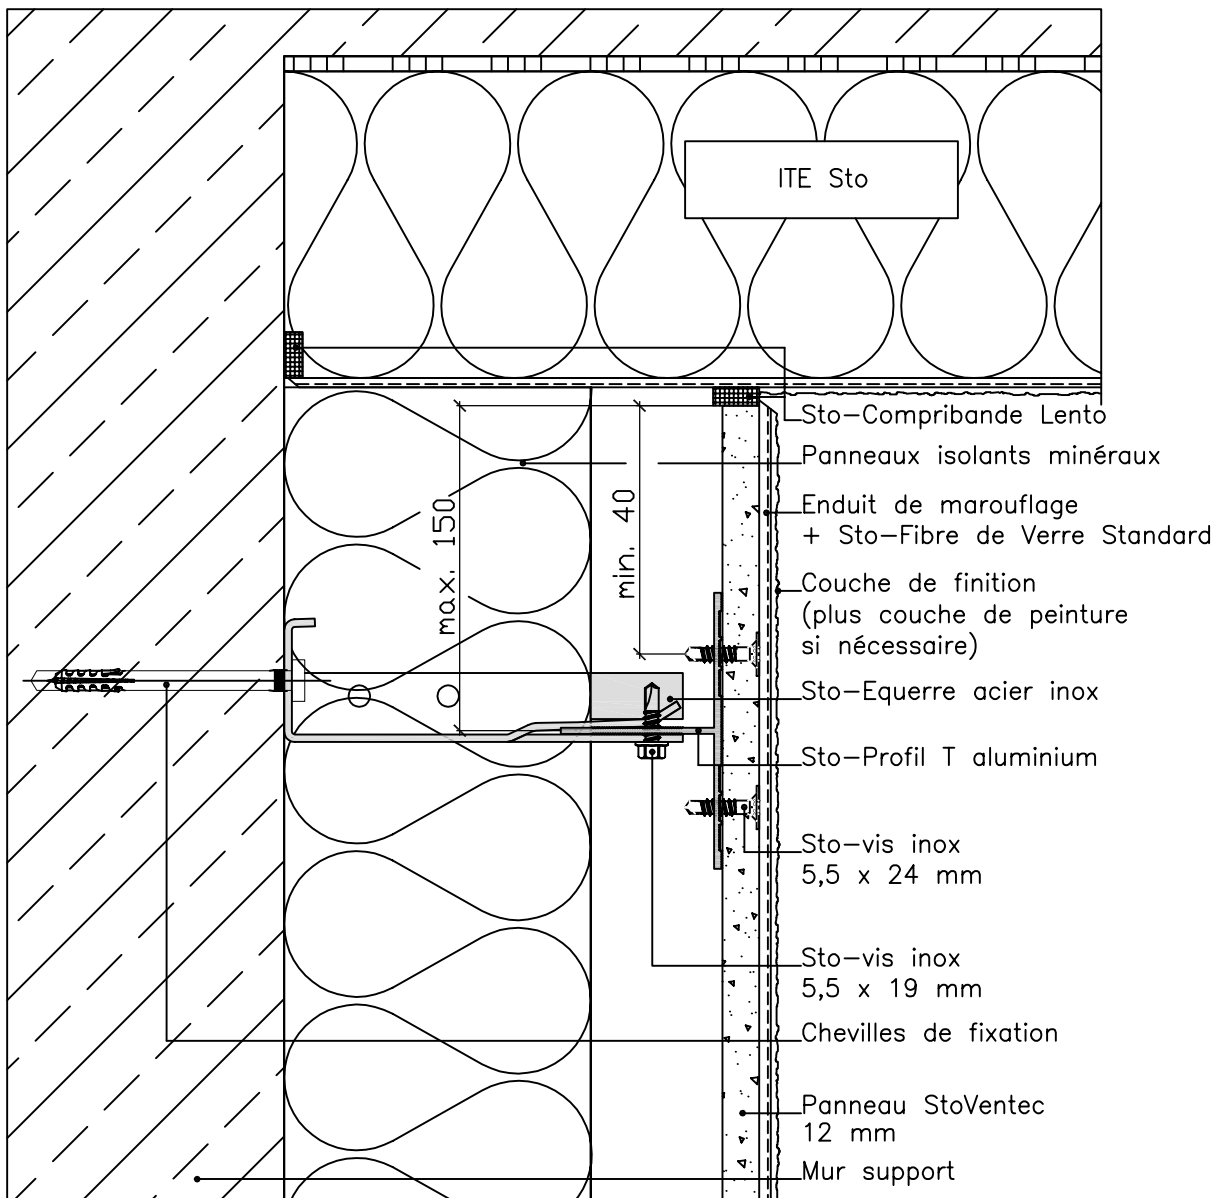 ITE Sto
Sto-Compribande Lento
Panneaux isolants minéraux
max. 150
min. 40
Enduit de marouflage
+ Sto-Fibre de Verre Standard
Couche de finition
(plus couche de peinture
si nécessaire)
Sto-Equerre acier inox
Sto-Profil T aluminium
Sto-vis inox
5,5 x 24 mm
Sto-vis inox
5,5 x 19 mm
Chevilles de fixation
Panneau StoVentec
12 mm
Mur support